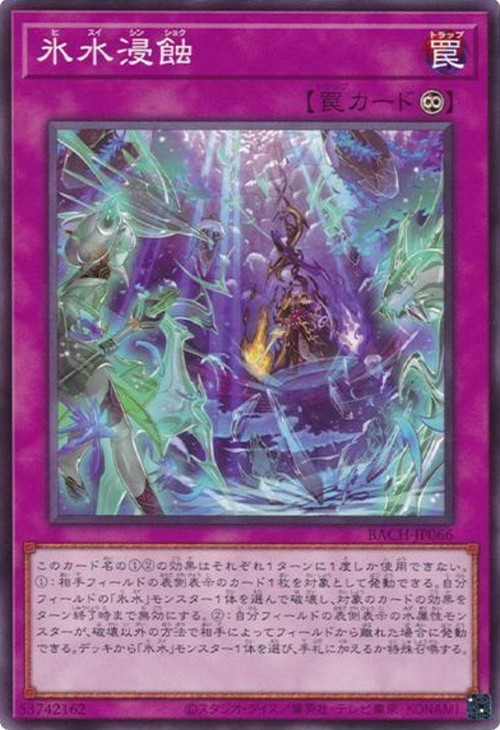 氷水浸蝕
ヒ スイ シン ショク
トラップ
罠
【罠カード】
BACH-JP066
このカード名の①②の効果はそれぞれ1ターンに1度しか使用できない。
①：相手フィールドの表側表示のカード1枚を対象として発動できる。自分
フィールドの「氷水」モンスター1体を選んで破壊し、対象のカードの効果を
ターン終了時まで無効にする。②：自分フィールドの表側表示の水属性モン
スターが、破壊以外の方法で相手によってフィールドから離れた場合に発動
できる。デッキから「氷水」モンスター1体を選び、手札に加えるか特殊召喚する。
53742162
©スタジオ・ダイス／集英社・テレビ東京・KONAMI